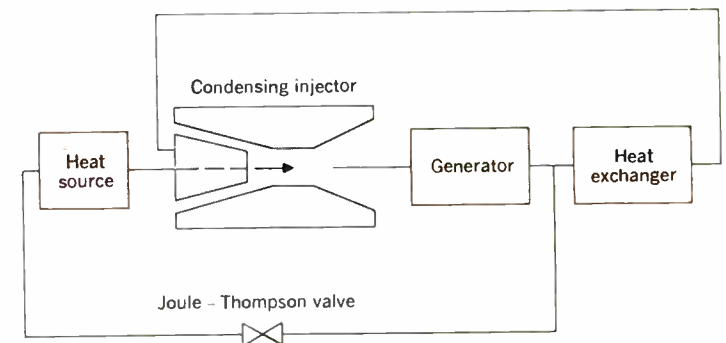 Condensing injector
Heat
source
Generator
Heat
exchanger
Joule - Thompson valve